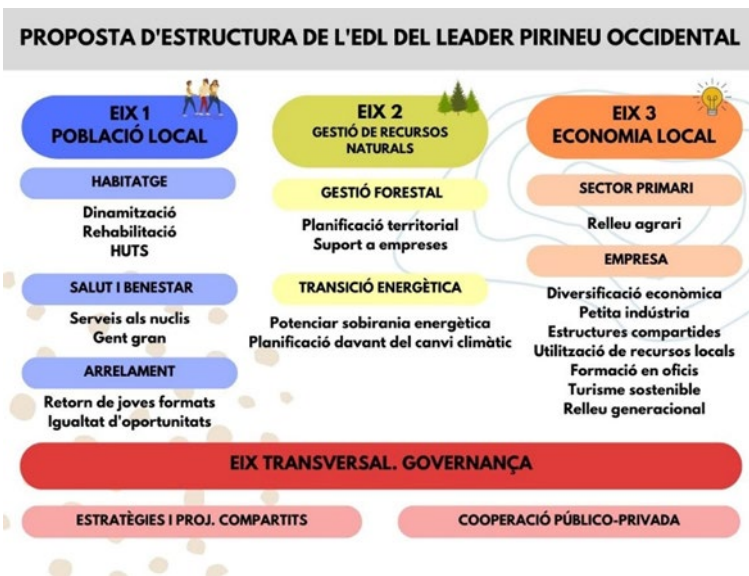 PROPOSTA D'ESTRUCTURA DE L'EDL DEL LEADER PIRINEU OCCIDENTAL
EIX 1
POBLACIÓ LOCAL
HABITATGE
Dinamització
Rehabilitació
HUTS
SALUT I BENESTAR
Serveis als nuclis
Gent gran
ARRELAMENT
Retorn de joves formats
Igualtat d'oportunitats
EIX 2
GESTIÓ DE RECURSOS
NATURALS
GESTIÓ FORESTAL
Planificació territorial
Suport a empreses
TRANSICIÓ ENERGÈTICA
Potenciar sobirania energètica
Planificació davant del canvi climàtic
EIX 3
ECONOMIA LOCAL
SECTOR PRIMARI
Relleu agrari
EMPRESA
Diversificació econòmica
Petita indústria
Estructures compartides
Utilització de recursos locals
Formació en oficis
Turisme sostenible
Relleu generacional
EIX TRANSVERSAL. GOVERNANÇA
ESTRATÈGIES I PROJ. COMPARTITS
COOPERACIÓ PÚBLICO-PRIVADA